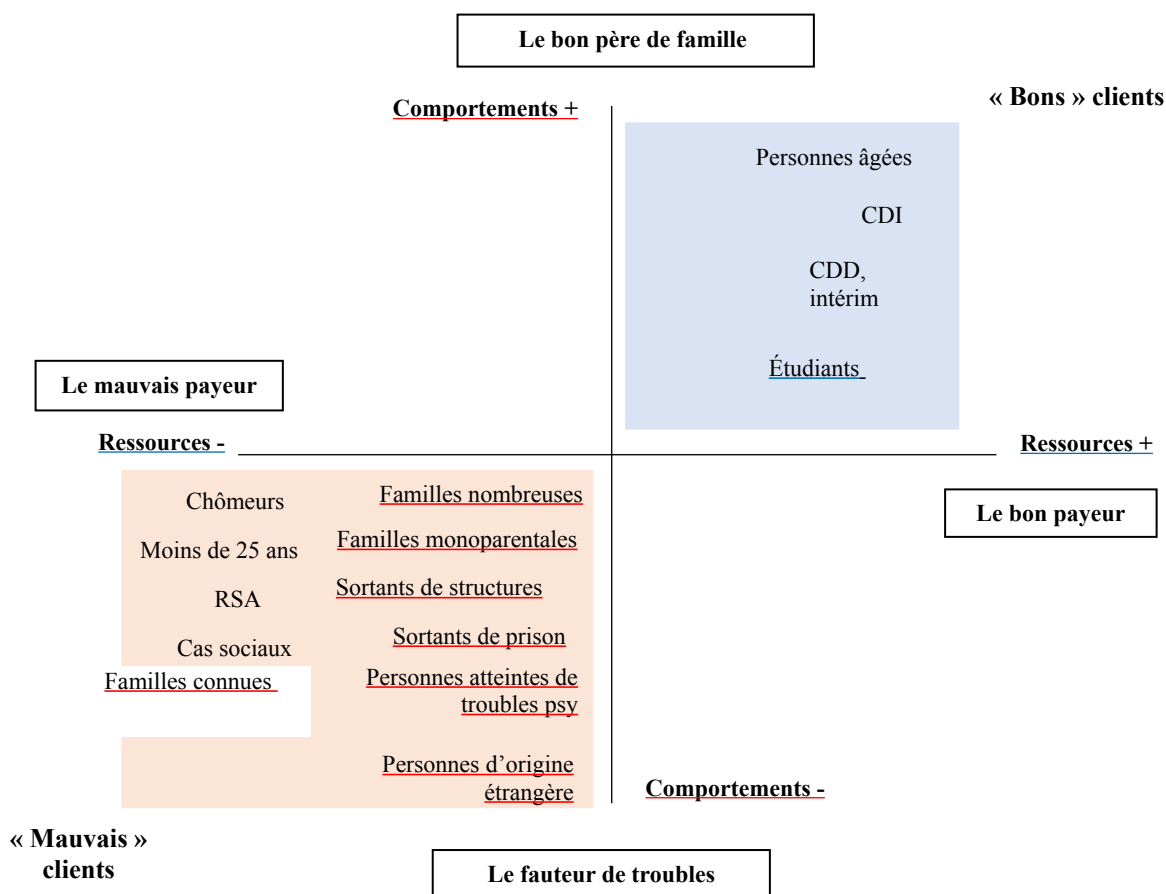 Le bon père de famille
« Bons » clients
Comportements +
Personnes âgées
CDI
CDD,
intérim
Étudiants
Le mauvais payeur
Ressources -
Ressources +
Le bon payeur
Chômeurs
Familles nombreuses
Moins de 25 ans
Familles monoparentales
RSA
Sortants de structures
Cas sociaux
Sortants de prison
Familles connues
Personnes atteintes de
troubles psy
Personnes d’origine
étrangère
Comportements -
« Mauvais »
clients
Le fauteur de troubles